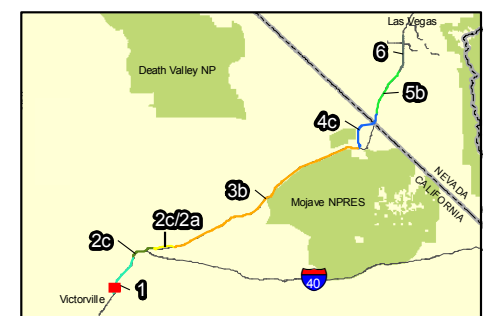 Las Vegas
6
Death Valley NP
5b
4c
NEVADA
CALIFORNIA
3b
Mojave NPRES
2c/2a
2c
40
1
Victorville